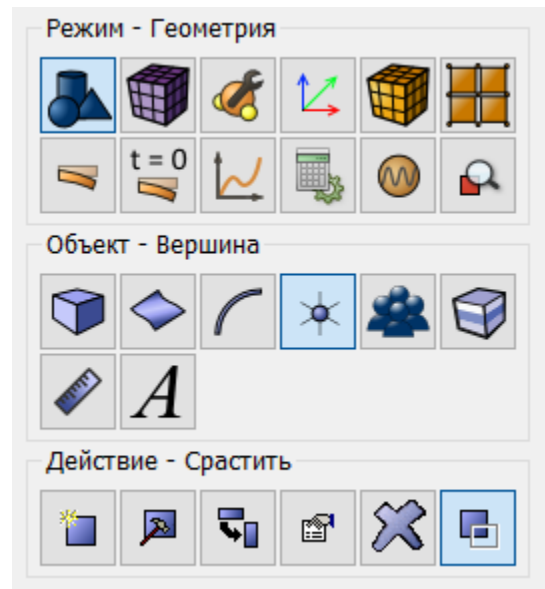 Режим - Геометрия
t = 0
Объект - Вершина
A
Действие - Срастить